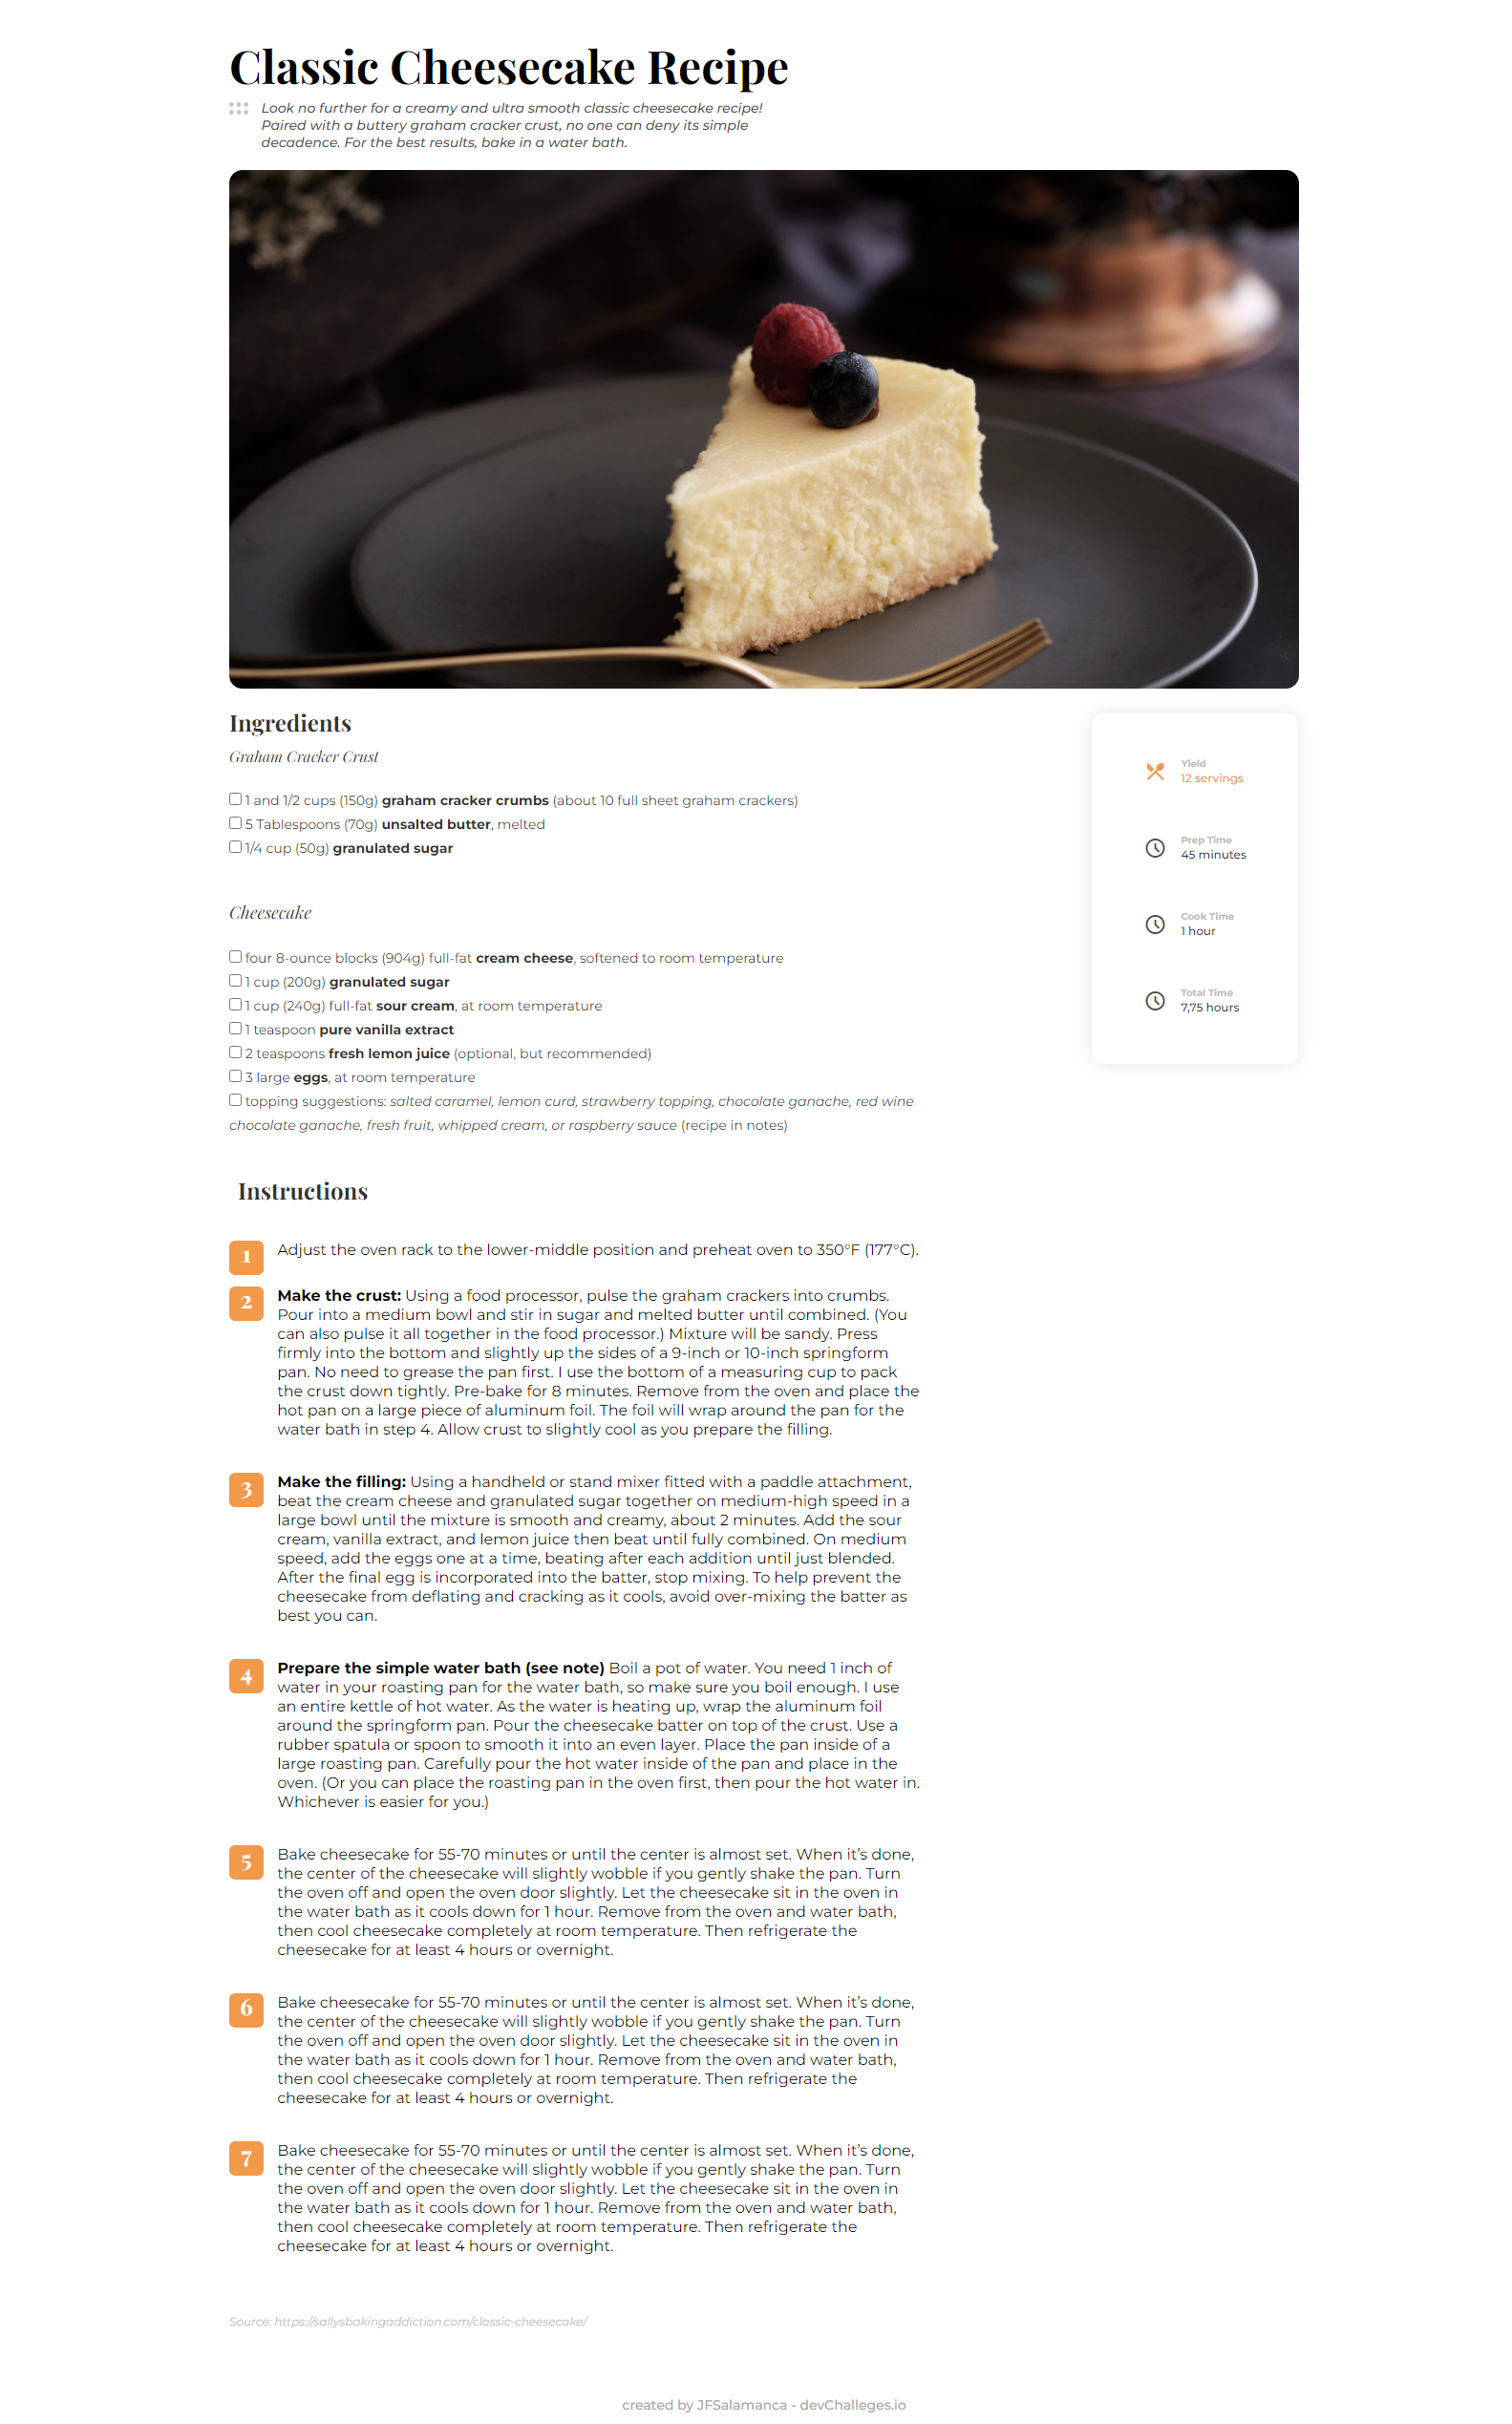 Classic Cheesecake Recipe
Look no further for a creamy and ultra smooth classic cheesecake recipe!
Paired with a buttery graham cracker crust, no one can deny its simple
decadence. For the best results, bake in a water bath.
Ingredients
Graham Cracker Crust
1 and 1/2 cups (150g) graham cracker crumbs (about 10 full sheet graham crackers)
5 Tablespoons (70g) unsalted butter, melted
1/4 cup (50g) granulated sugar
Cheesecake
four 8-ounce blocks (904g) full-fat cream cheese, softened to room temperature
1 cup (200g) granulated sugar
1 cup (240g) full-fat sour cream, at room temperature
1 teaspoon pure vanilla extract
2 teaspoons fresh lemon juice (optional, but recommended)
3 large eggs, at room temperature
topping suggestions: salted caramel, lemon curd, strawberry topping, chocolate ganache, red wine
chocolate ganache, fresh fruit, whipped cream, or raspberry sauce (recipe in notes)
Yield
12 servings
Prep Time
45 minutes
Cook Time
1 hour
Total Time
7,75 hours
Instructions
1 Adjust the oven rack to the lower-middle position and preheat oven to 350°F (177°C).
2 Make the crust: Using a food processor, pulse the graham crackers into crumbs.
Pour into a medium bowl and stir in sugar and melted butter until combined. (You
can also pulse it all together in the food processor.) Mixture will be sandy. Press
firmly into the bottom and slightly up the sides of a 9-inch or 10-inch springform
pan. No need to grease the pan first. I use the bottom of a measuring cup to pack
the crust down tightly. Pre-bake for 8 minutes. Remove from the oven and place the
hot pan on a large piece of aluminum foil. The foil will wrap around the pan for the
water bath in step 4. Allow crust to slightly cool as you prepare the filling.
3 Make the filling: Using a handheld or stand mixer fitted with a paddle attachment,
beat the cream cheese and granulated sugar together on medium-high speed in a
large bowl until the mixture is smooth and creamy, about 2 minutes. Add the sour
cream, vanilla extract, and lemon juice then beat until fully combined. On medium
speed, add the eggs one at a time, beating after each addition until just blended.
After the final egg is incorporated into the batter, stop mixing. To help prevent the
cheesecake from deflating and cracking as it cools, avoid over-mixing the batter as
best you can.
4 Prepare the simple water bath (see note) Boil a pot of water. You need 1 inch of
water in your roasting pan for the water bath, so make sure you boil enough. I use
an entire kettle of hot water. As the water is heating up, wrap the aluminum foil
around the springform pan. Pour the cheesecake batter on top of the crust. Use a
rubber spatula or spoon to smooth it into an even layer. Place the pan inside of a
large roasting pan. Carefully pour the hot water inside of the pan and place in the
oven. (Or you can place the roasting pan in the oven first, then pour the hot water in.
Whichever is easier for you.)
5 Bake cheesecake for 55-70 minutes or until the center is almost set. When it’s done,
the center of the cheesecake will slightly wobble if you gently shake the pan. Turn
the oven off and open the oven door slightly. Let the cheesecake sit in the oven in
the water bath as it cools down for 1 hour. Remove from the oven and water bath,
then cool cheesecake completely at room temperature. Then refrigerate the
cheesecake for at least 4 hours or overnight.
6 Bake cheesecake for 55-70 minutes or until the center is almost set. When it’s done,
the center of the cheesecake will slightly wobble if you gently shake the pan. Turn
the oven off and open the oven door slightly. Let the cheesecake sit in the oven in
the water bath as it cools down for 1 hour. Remove from the oven and water bath,
then cool cheesecake completely at room temperature. Then refrigerate the
cheesecake for at least 4 hours or overnight.
7 Bake cheesecake for 55-70 minutes or until the center is almost set. When it’s done,
the center of the cheesecake will slightly wobble if you gently shake the pan. Turn
the oven off and open the oven door slightly. Let the cheesecake sit in the oven in
the water bath as it cools down for 1 hour. Remove from the oven and water bath,
then cool cheesecake completely at room temperature. Then refrigerate the
cheesecake for at least 4 hours or overnight.
Source: https://sallysbakingaddiction.com/classic-cheesecake/
created by JFSalamanca - devChalleges.io